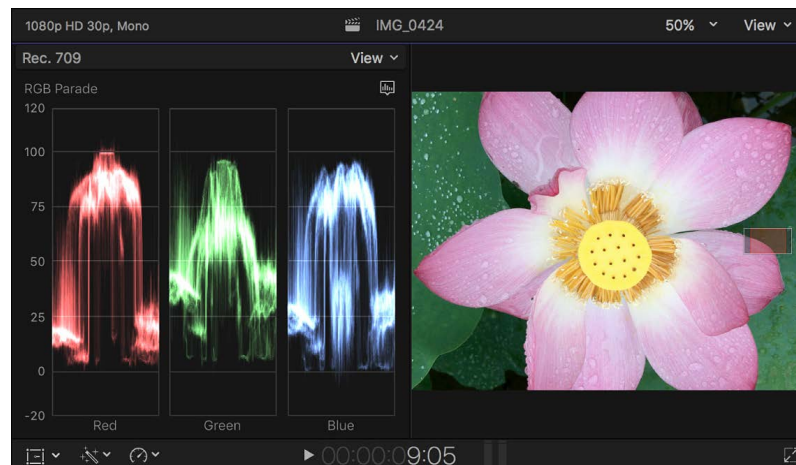 1080p HD 30p, Mono IMG_0424 50% View
Rec. 709 View
RGB Parade
120
100
75
50
25
0
-20
Red Green Blue
00:00:09:05